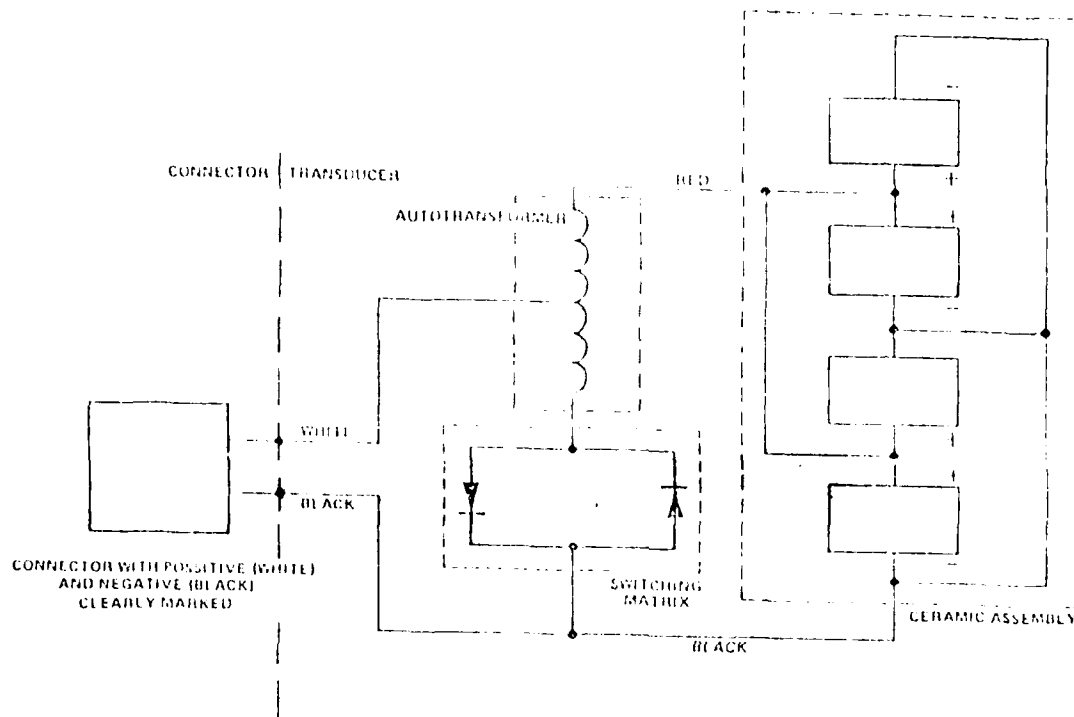 CONNECTOR TRANSDUCER
RED
AUTOTRANSFORMER
WHITE
BLACK
CONNECTOR WITH POSSITIVE (WHITE)
AND NEGATIVE (BLACK)
CLEARLY MARKED
SWITCHING
MATRIX
BLACK
CERAMIC ASSEMBLY